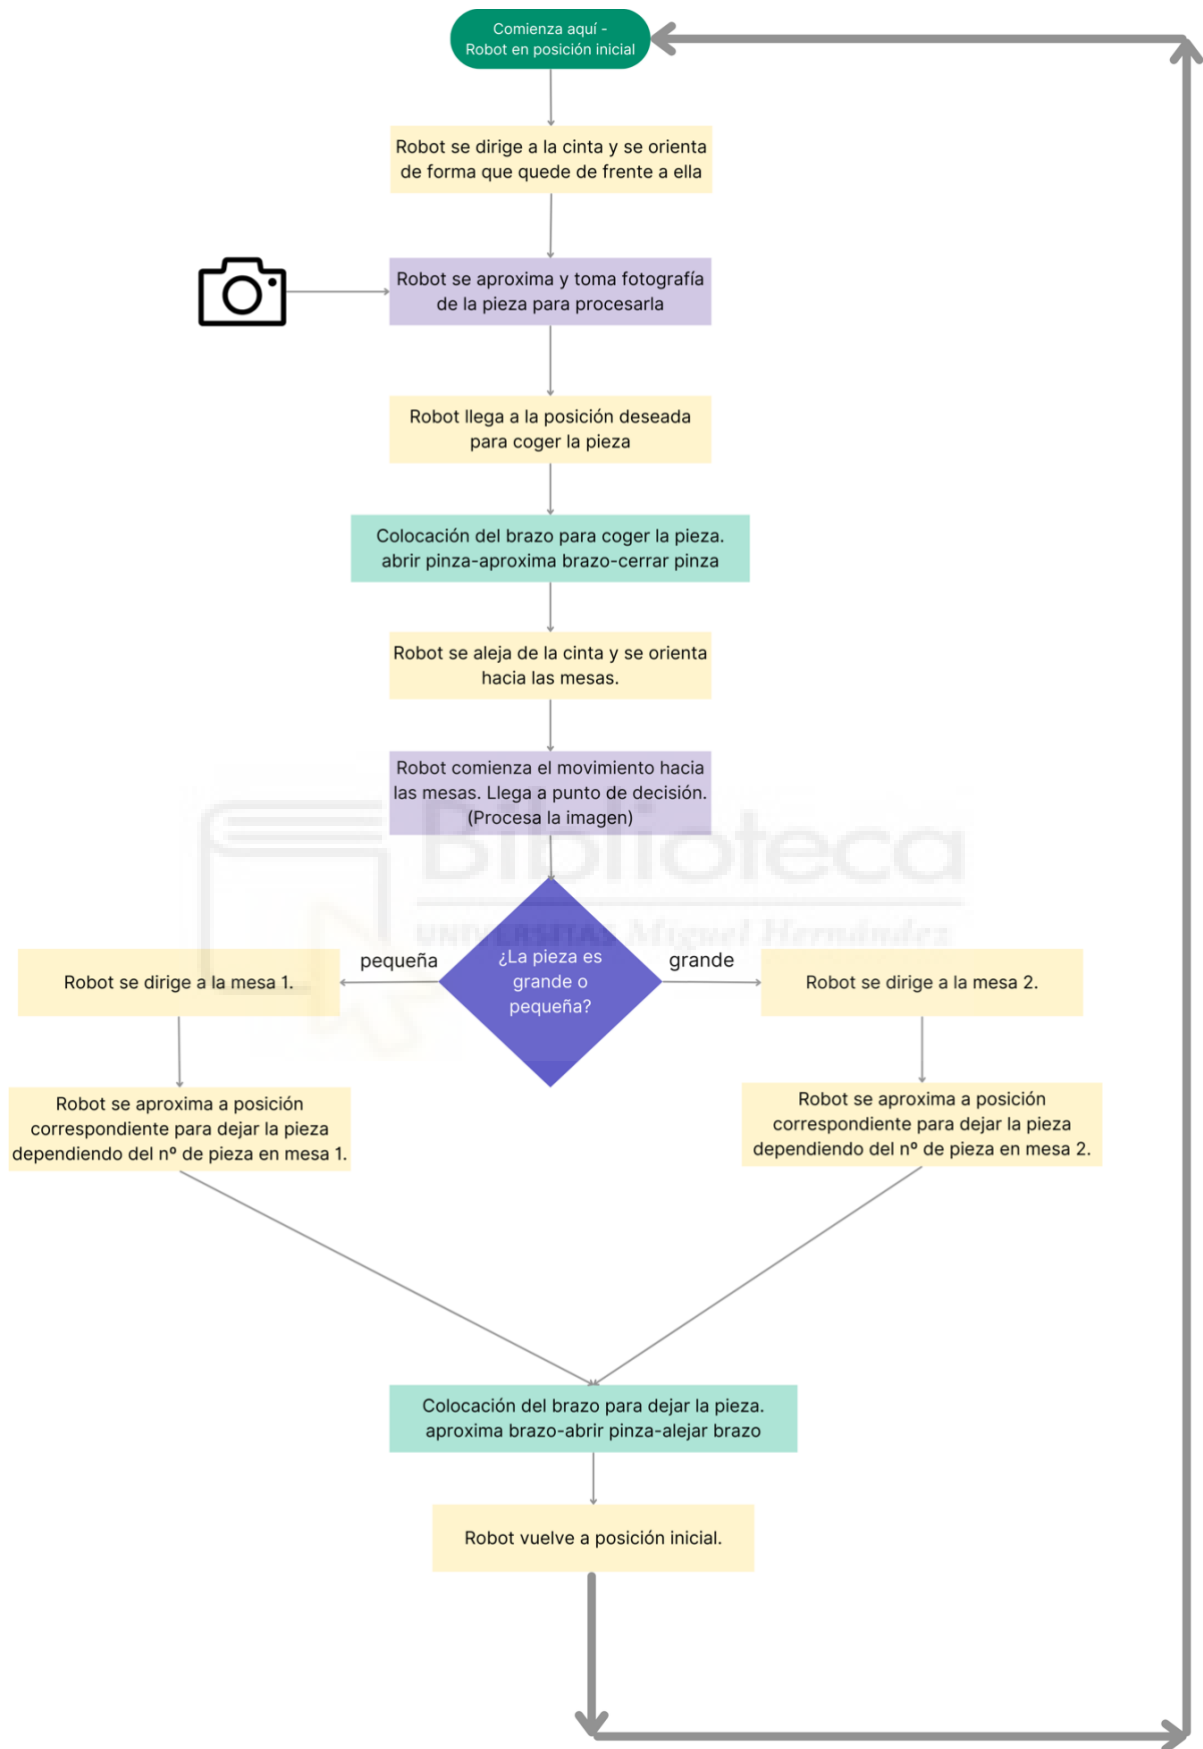 Comienza aquí -
Robot en posición inicial
Robot se dirige a la cinta y se orienta
de forma que quede de frente a ella
Robot se aproxima y toma fotografía
de la pieza para procesarla
Robot llega a la posición deseada
para coger la pieza
Colocación del brazo para coger la pieza.
abrir pinza-aproxima brazo-cerrar pinza
Robot se aleja de la cinta y se orienta
hacia las mesas.
Robot comienza el movimiento hacia
las mesas. Llega a punto de decisión.
(Procesa la imagen)
Biblioteca
UNIVERSITAS Miguel Hernández
pequeña
¿La pieza es
grande o
pequeña?
grande
Robot se dirige a la mesa 1.
Robot se dirige a la mesa 2.
Robot se aproxima a posición
correspondiente para dejar la pieza
dependiendo del nº de pieza en mesa 1.
Robot se aproxima a posición
correspondiente para dejar la pieza
dependiendo del nº de pieza en mesa 2.
Colocación del brazo para dejar la pieza.
aproxima brazo-abrir pinza-alejar brazo
Robot vuelve a posición inicial.